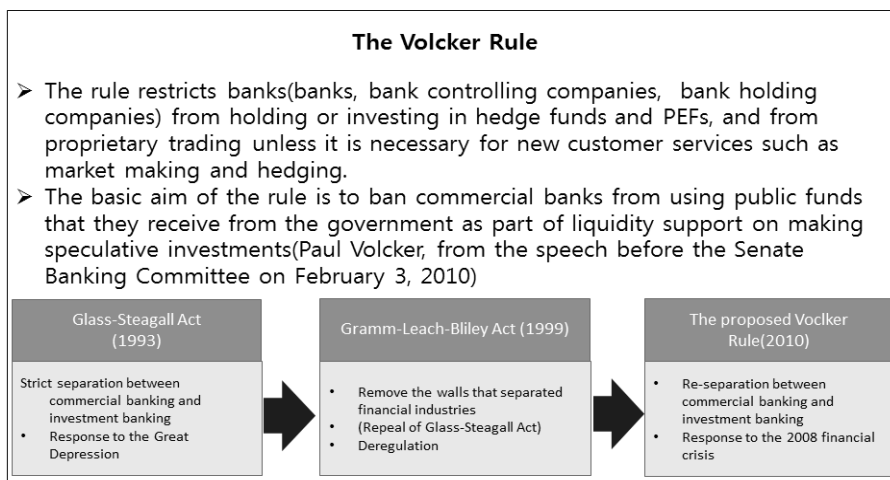 The Volcker Rule
➢ The rule restricts banks(banks, bank controlling companies, bank holding
companies) from holding or investing in hedge funds and PEFs, and from
proprietary trading unless it is necessary for new customer services such as
market making and hedging.
➢ The basic aim of the rule is to ban commercial banks from using public funds
that they receive from the government as part of liquidity support on making
speculative investments(Paul Volcker, from the speech before the Senate
Banking Committee on February 3, 2010)
Glass-Steagall Act
(1993)
Strict separation between
commercial banking and
investment banking
• Response to the Great
Depression
Gramm-Leach-Bliley Act (1999)
• Remove the walls that separated
financial industries
• (Repeal of Glass-Steagall Act)
• Deregulation
The proposed Voclker
Rule(2010)
• Re-separation between
commercial banking and
investment banking
• Response to the 2008 financial
crisis